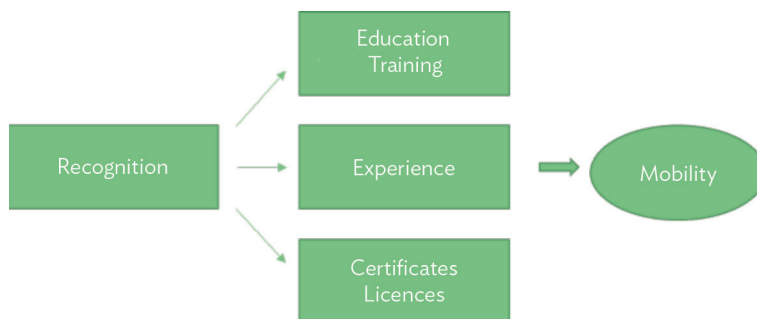 Education
Training
Recognition
Experience
Mobility
Certificates
Licences